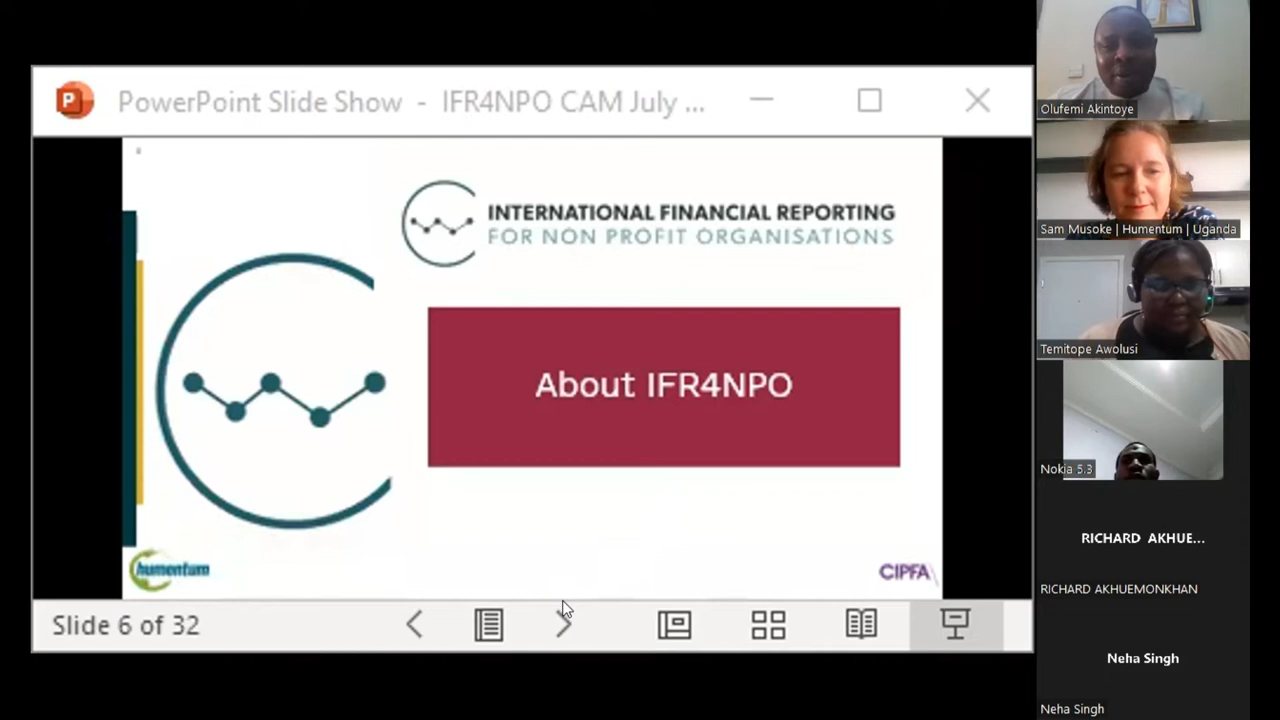 PowerPoint Slide Show - IFR4NPO CAM July ...
INTERNATIONAL FINANCIAL REPORTING
FOR NON PROFIT ORGANISATIONS
About IFR4NPO
humentum
CIPFA
Slide 6 of 32
Olufemi Akintoye
Sam Musoke | Humentum | Uganda
Temitope Awolusi
Nokia 5.3
RICHARD AKHUE...
RICHARD AKHUEMONKHAN
Neha Singh
Neha Singh